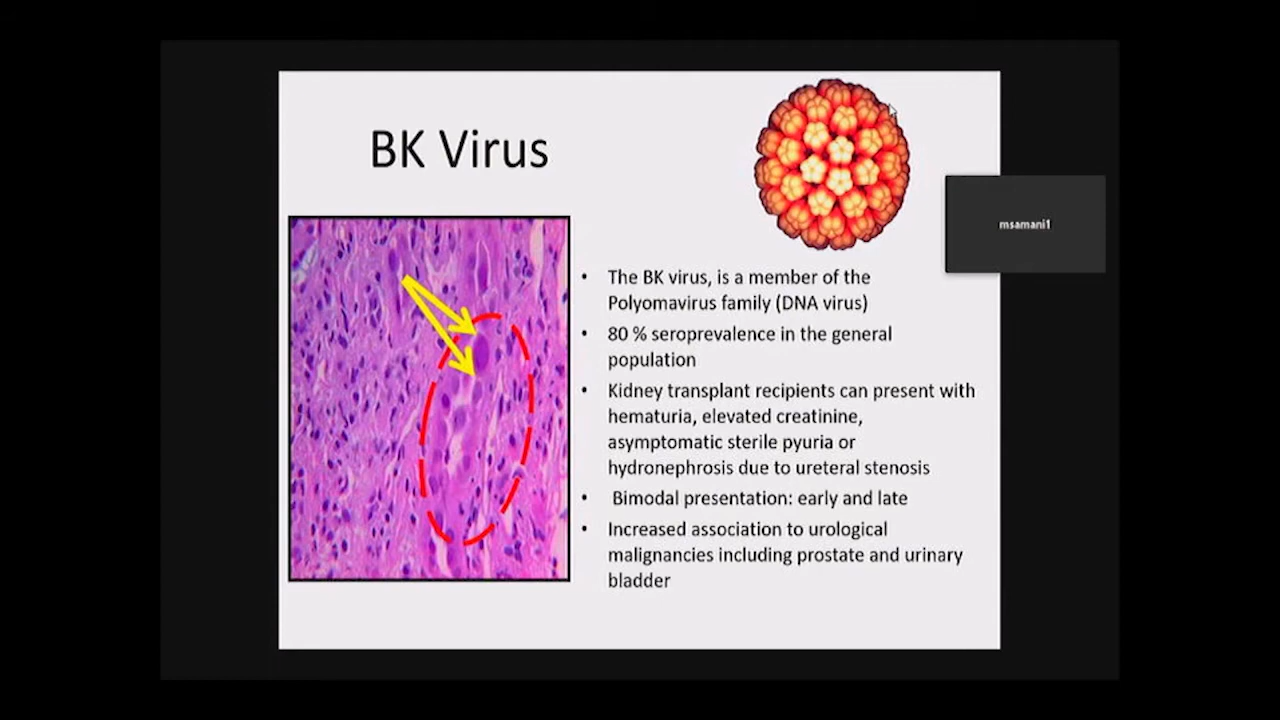 BK Virus
msamani1
• The BK virus, is a member of the
Polyomavirus family (DNA virus)
• 80 % seroprevalence in the general
population
• Kidney transplant recipients can present with
hematuria, elevated creatinine,
asymptomatic sterile pyuria or
hydronephrosis due to ureteral stenosis
• Bimodal presentation: early and late
• Increased association to urological
malignancies including prostate and urinary
bladder